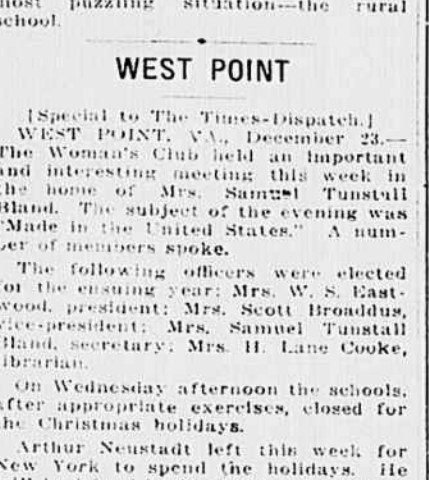 most puzzling situation—the rural
school.
WEST POINT
[Special to The Times-Dispatch.]
WEST POINT, VA., December 23.—
The Woman's Club held an important
and interesting meeting this week in
the home of Mrs. Samuel Tunstall
Bland. The subject of the evening was
"Made in the United States." A num-
ber of members spoke.
The following officers were elected
for the ensuing year: Mrs. W. S. East-
wood, president; Mrs. Scott Broaddus,
vice-president; Mrs. Samuel Tunstall
Bland, secretary; Mrs. H. Lane Cooke,
librarian.
On Wednesday afternoon the schools,
after appropriate exercises, closed for
the Christmas holidays.
Arthur Neustadt left this week for
New York to spend the holidays. He